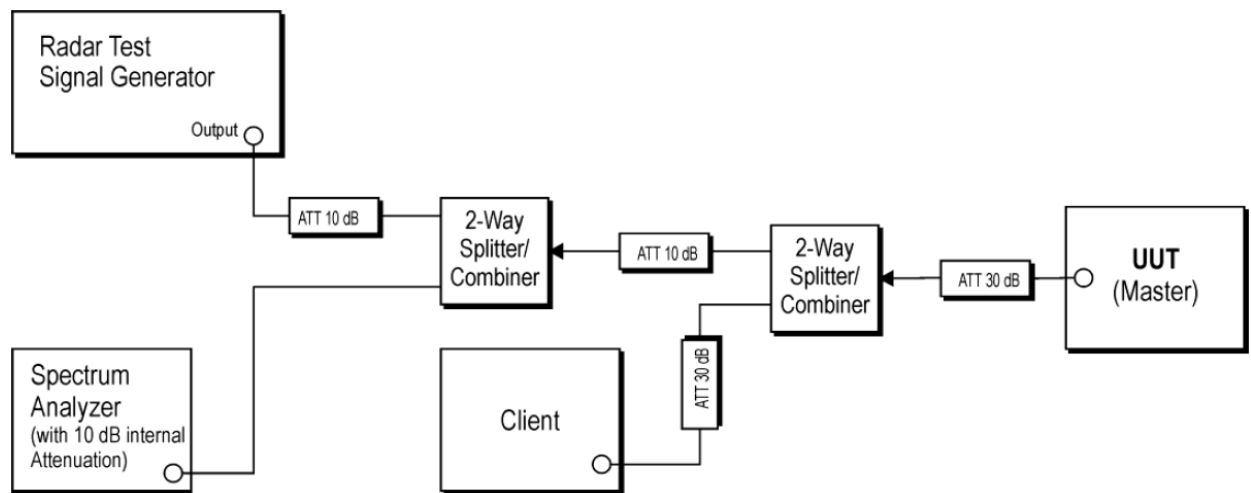 Radar Test
Signal Generator
Output
ATT 10 dB
2-Way
Splitter/
Combiner
ATT 10 dB
2-Way
Splitter/
Combiner
ATT 30 dB
UUT
(Master)
Spectrum
Analyzer
(with 10 dB internal
Attenuation)
Client
ATT 30 dB